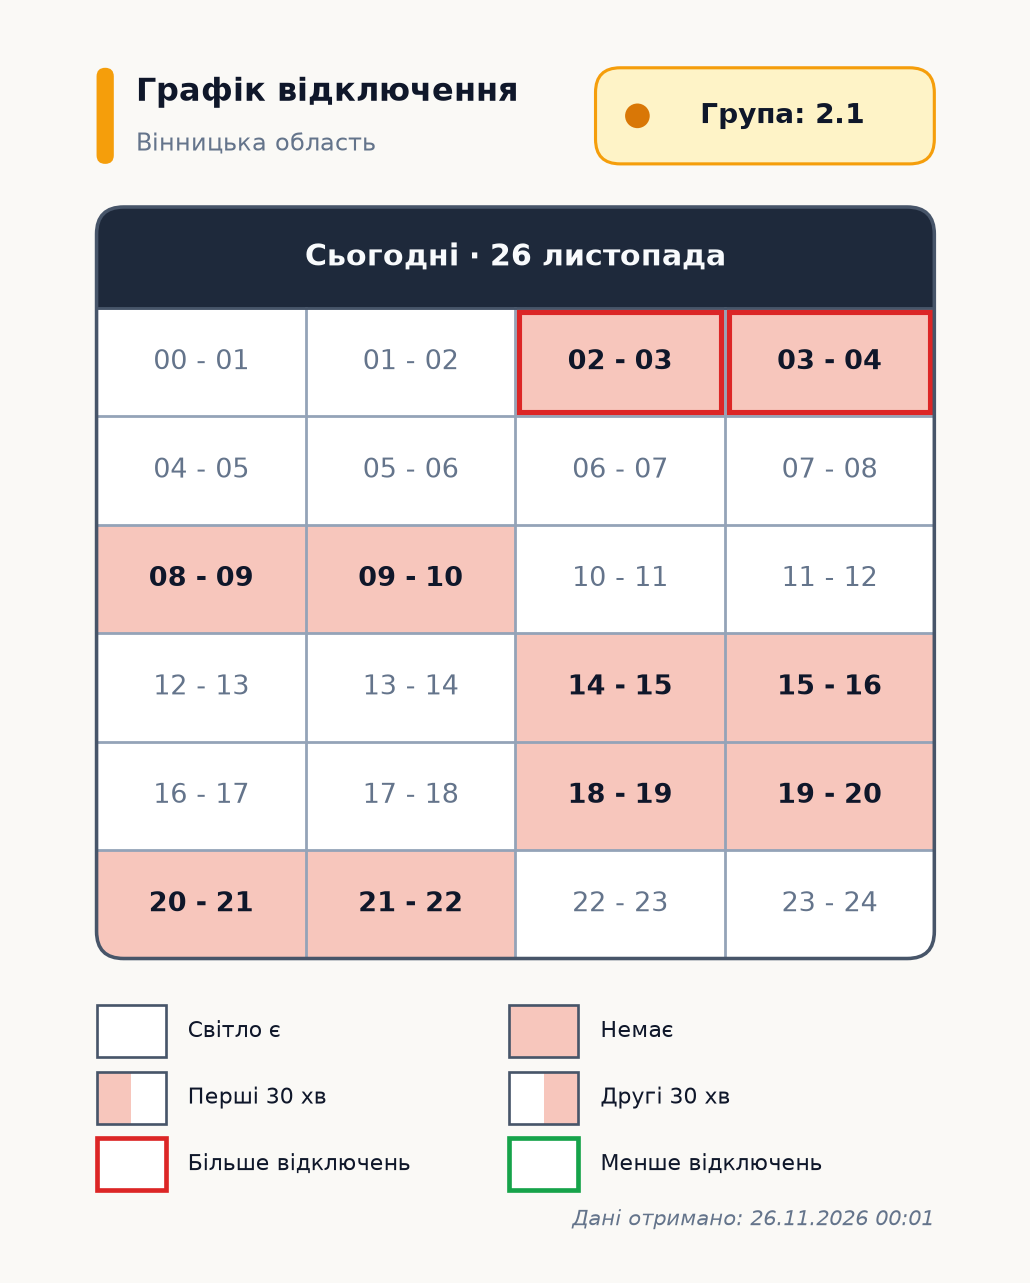 Графік відключення
Вінницька область
Група: 2.1
Сьогодні · 26 листопада
00 - 01 01 - 02 02 - 03 03 - 04
04 - 05 05 - 06 06 - 07 07 - 08
08 - 09 09 - 10 10 - 11 11 - 12
12 - 13 13 - 14 14 - 15 15 - 16
16 - 17 17 - 18 18 - 19 19 - 20
20 - 21 21 - 22 22 - 23 23 - 24
Світло є Немає
Перші 30 хв Другі 30 хв
Більше відключень Менше відключень
Дані отримано: 26.11.2026 00:01